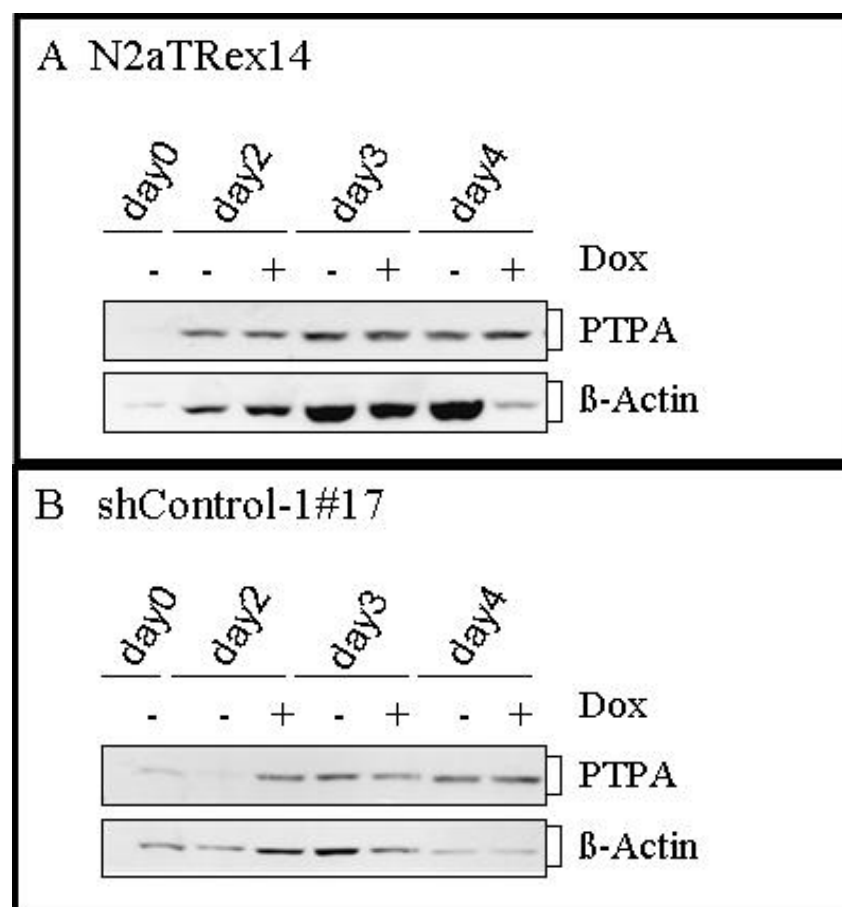 A N2aTRex14
day0 day2 day3 day4
- - + - + - + Dox
PTPA
ß-Actin
B shControl-1#17
day0 day2 day3 day4
- - + - + - + Dox
PTPA
ß-Actin